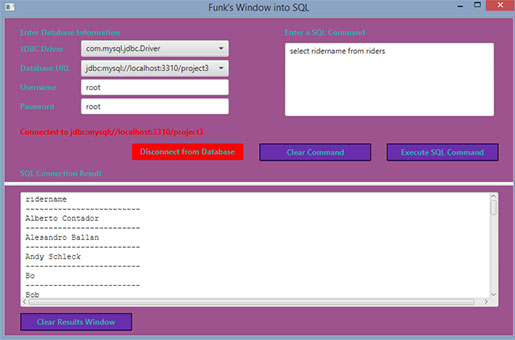 Funk's Window into SQL
Enter Database Information
JDBC Driver
com.mysql.jdbc.Driver
Database URL
jdbc:mysql://localhost:3310/project3
Username
root
Password
root
Enter a SQL Command
select ridername from riders
Connected to jdbc:mysql://localhost:3310/project3
Disconnect from Database
Clear Command
Execute SQL Command
SQL Connection Result
ridername
-------------------------
Alberto Contador
-------------------------
Alesandro Ballan
-------------------------
Andy Schleck
-------------------------
Bo
-------------------------
Bob
Clear Results Window